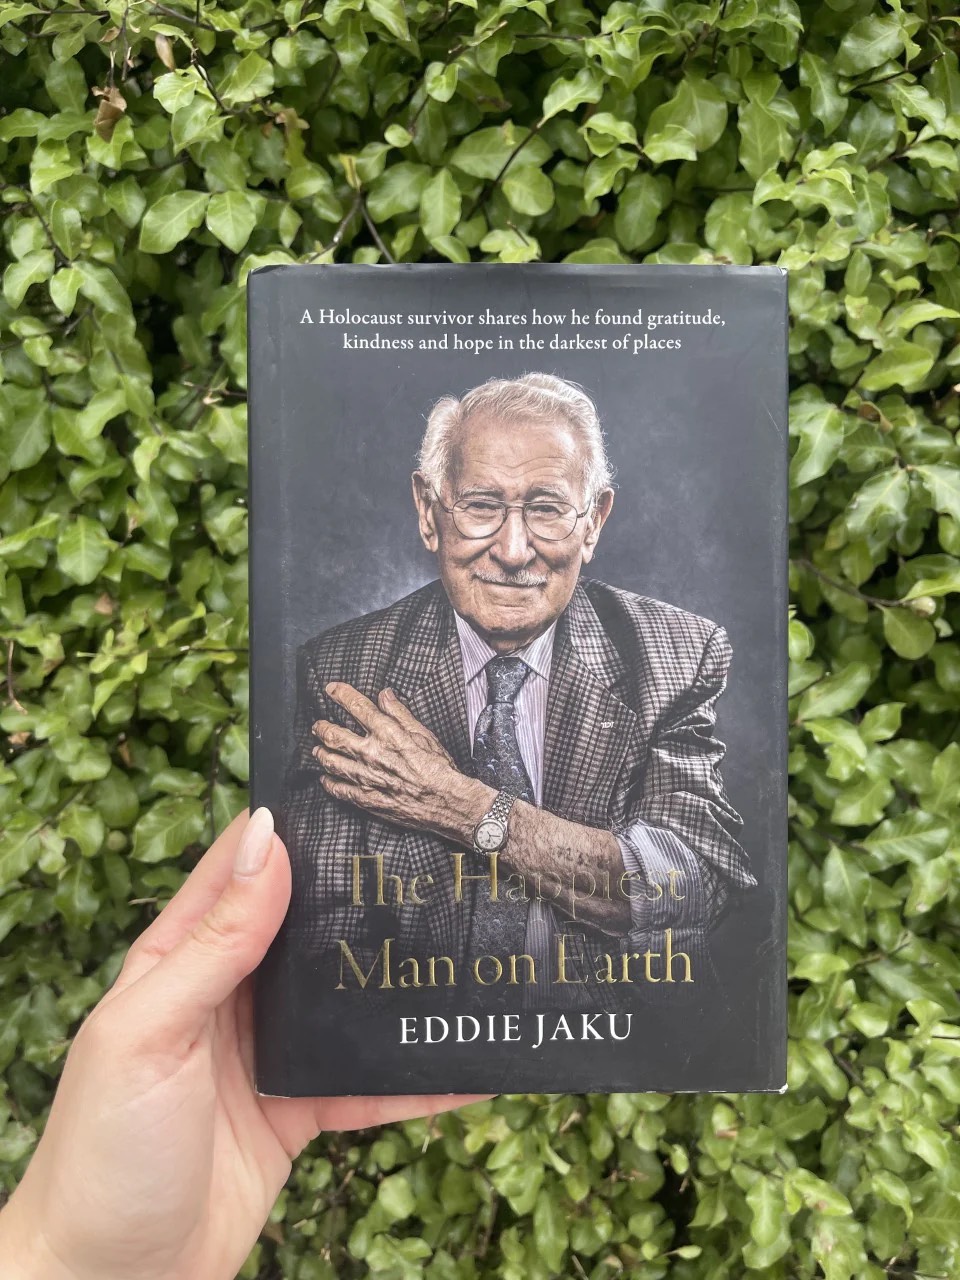 A Holocaust survivor shares how he found gratitude,
kindness and hope in the darkest of places
The Happiest
Man on Earth
EDDIE JAKU